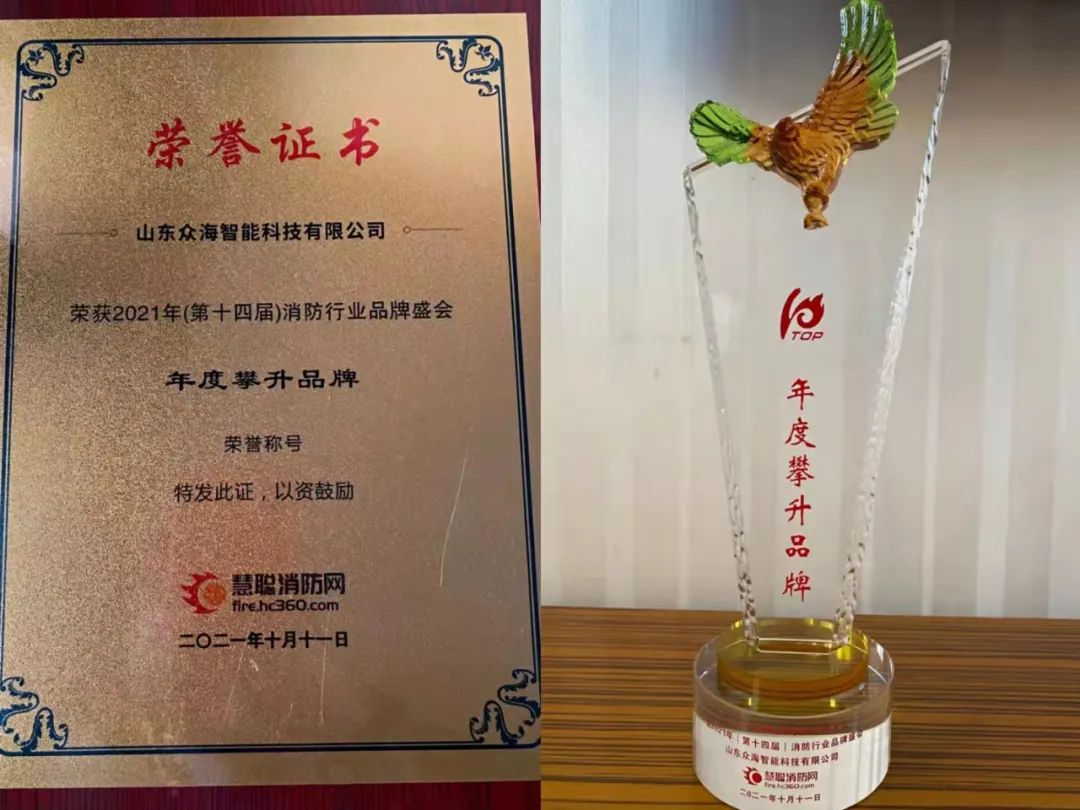 荣誉证书
山东众海智能科技有限公司
荣获2021年(第十四届)消防行业品牌盛会
年度攀升品牌
荣誉称号
特发此证，以资鼓励
慧聪消防网
fire.hc360.com
二〇二一年十月十一日
10
TOP
年度攀升品牌
2021年（第十四届）消防行业品牌盛会
山东众海智能科技有限公司
慧聪消防网
fire.hc360.com
二〇二一年十月十一日